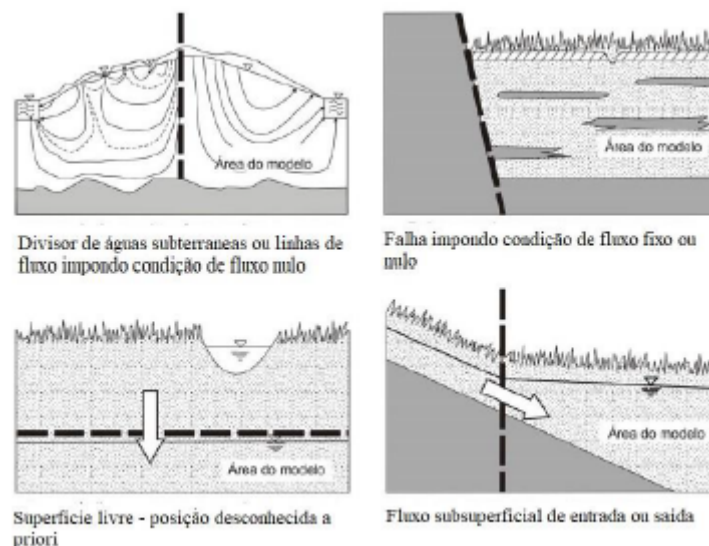 Área do modelo
Divisor de águas subterraneas ou linhas de
fluxo impondo condição de fluxo nulo
Área do modelo
Falha impondo condição de fluxo fixo ou
nulo
Área do modelo
Superfície livre - posição desconhecida a
priori
Área do modelo
Fluxo subsuperficial de entrada ou saída